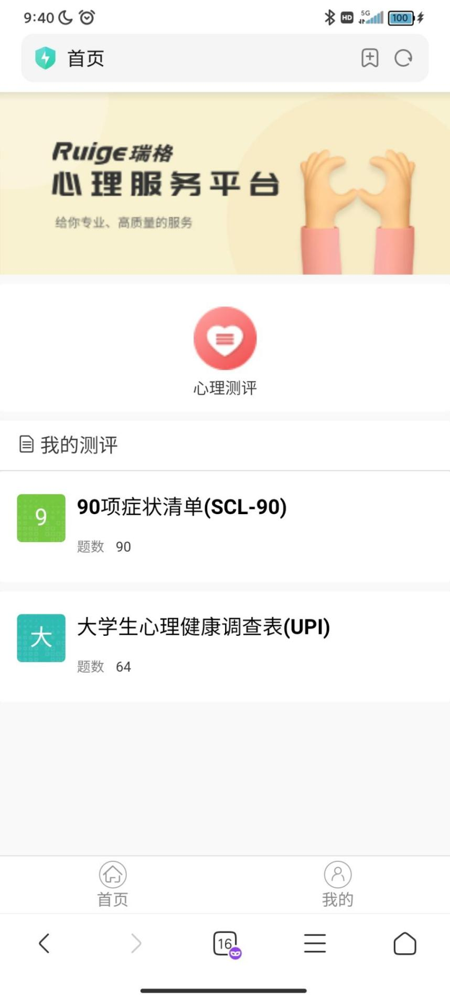 9:40
HD 5G 100
首页
Ruige瑞格
心理服务平台
给你专业、高质量的服务
心理测评
我的测评
9
90项症状清单(SCL-90)
题数 90
大
大学生心理健康调查表(UPI)
题数 64
首页 我的
16